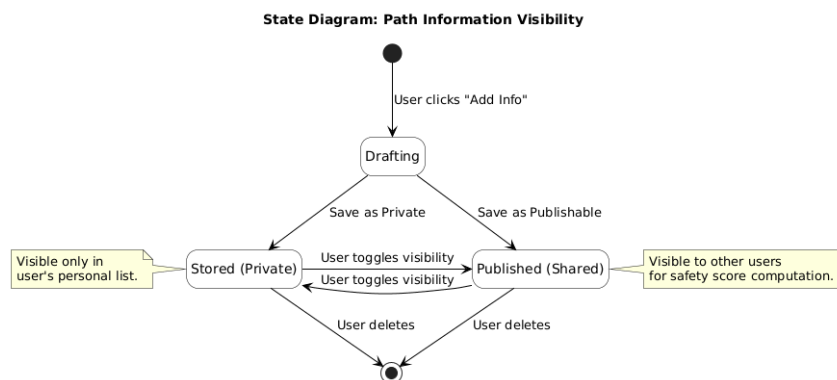 State Diagram: Path Information Visibility
User clicks "Add Info"
Drafting
Save as Private
Save as Publishable
Visible only in
user's personal list.
Stored (Private)
User toggles visibility
User toggles visibility
Published (Shared)
Visible to other users
for safety score computation.
User deletes
User deletes